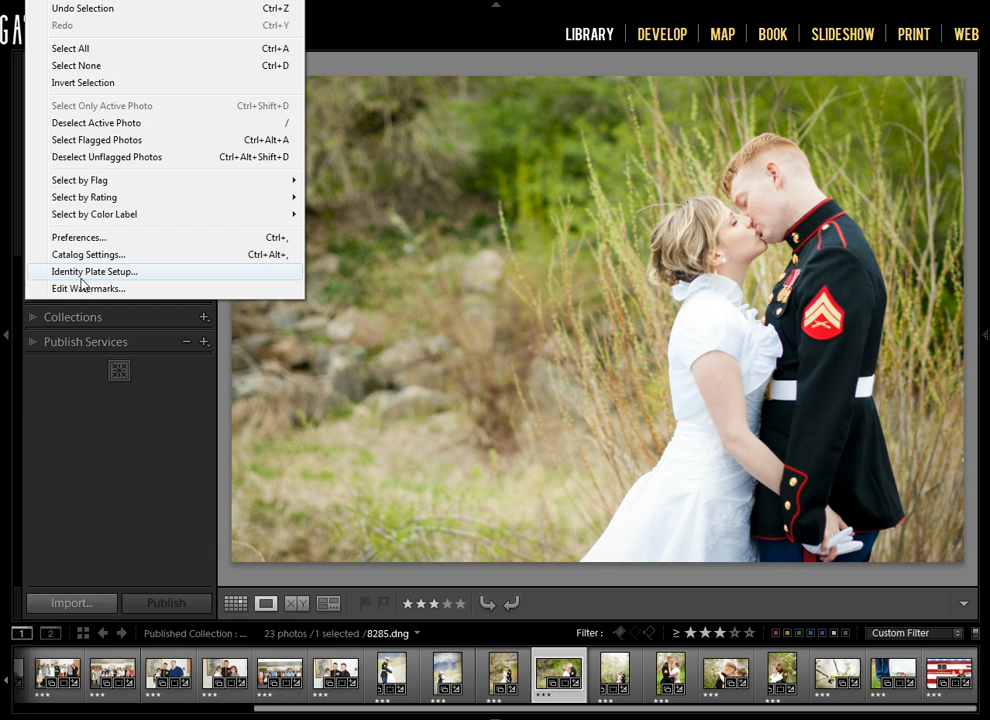 Undo Selection Ctrl+Z
GA
Redo Ctrl+Y
LIBRARY | DEVELOP | MAP | BOOK | SLIDESHOW | PRINT | WEB
Select All Ctrl+A
Select None Ctrl+D
Invert Selection
Select Only Active Photo Ctrl+Shift+D
Deselect Active Photo /
Select Flagged Photos Ctrl+Alt+A
Deselect Unflagged Photos Ctrl+Alt+Shift+D
Select by Flag
Select by Rating
Select by Color Label
Preferences... Ctrl+,
Catalog Settings... Ctrl+Alt+,
Identity Plate Setup...
Edit Watermarks...
Collections
Publish Services
Import... Publish
XY
1 2 Published Collection : ... 23 photos /1 selected /8285.dng Filter : ≥ Custom Filter